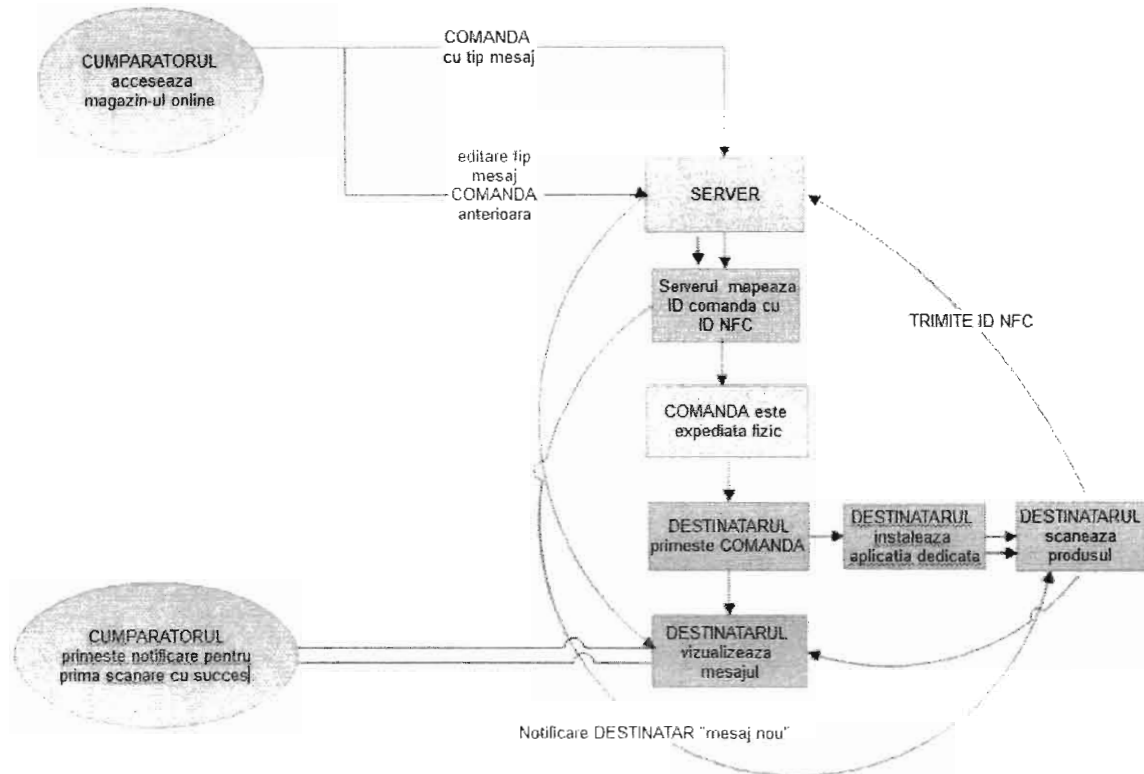 CUMPARATORUL
acceseaza
magazin-ul online
COMANDA
cu tip mesaj
editare tip
mesaj
COMANDA
anterioara
SERVER
Serverul mapeaza
ID comanda cu
ID NFC
TRIMITE ID NFC
COMANDA este
expediata fizic
DESTINATARUL
primeste COMANDA
DESTINATARUL
instaleaza
aplicatia dedicata
DESTINATARUL
scaneaza
produsul
CUMPARATORUL
primeste notificare pentru
prima scanare cu succes
DESTINATARUL
vizualizeaza
mesajul
Notificare DESTINATAR "mesaj nou"